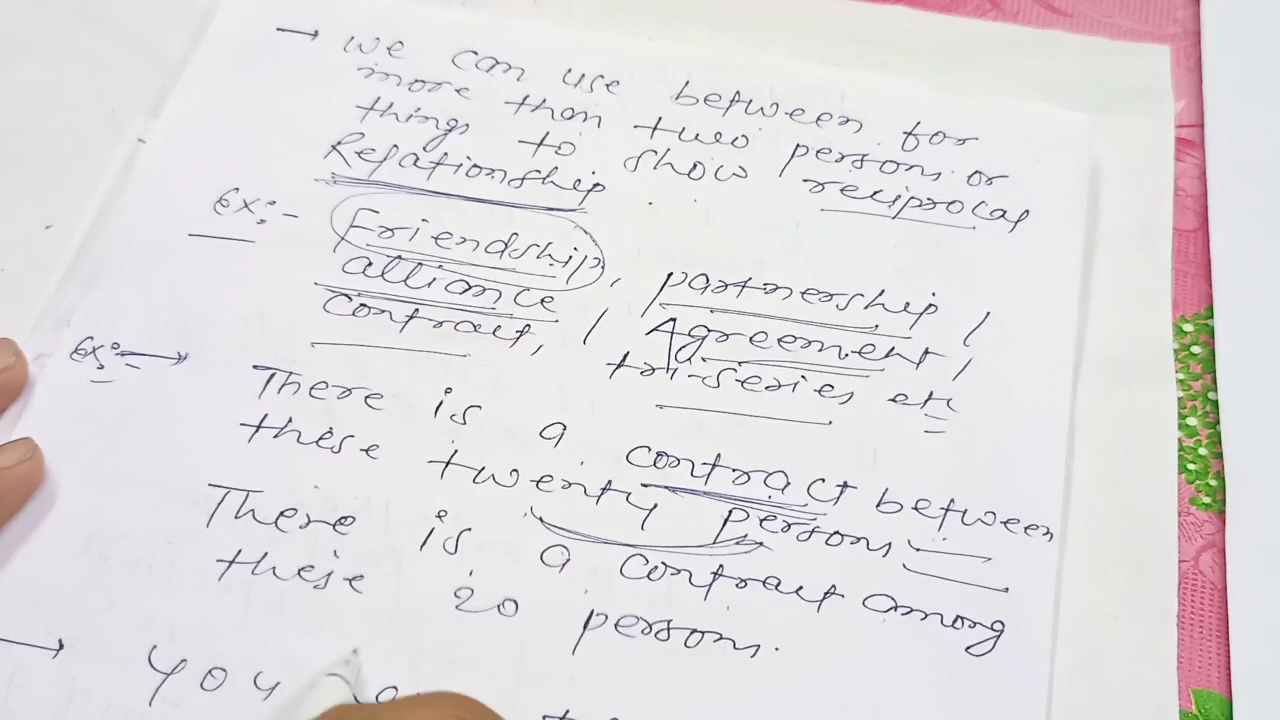 → we can use between for
more than two persons or
things to show reciprocal
Relationship
Ex:- Friendship, partnership,
alliance, Agreement,
contract, tri-series etc
Ex:→ There is a contract between
these twenty persons
There is a contract among
these 20 persons.
→ You